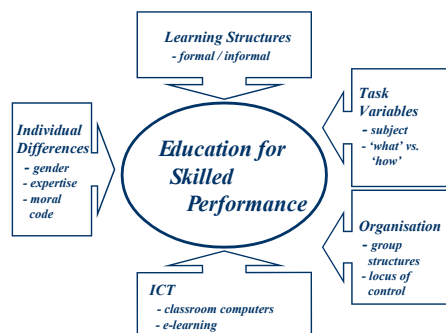 Learning Structures
- formal / informal
Individual
Differences
- gender
- expertise
- moral
code
Education for
Skilled
Performance
Task
Variables
- subject
- ‘what’ vs.
‘how’
Organisation
- group
structures
- locus of
control
ICT
- classroom computers
- e-learning